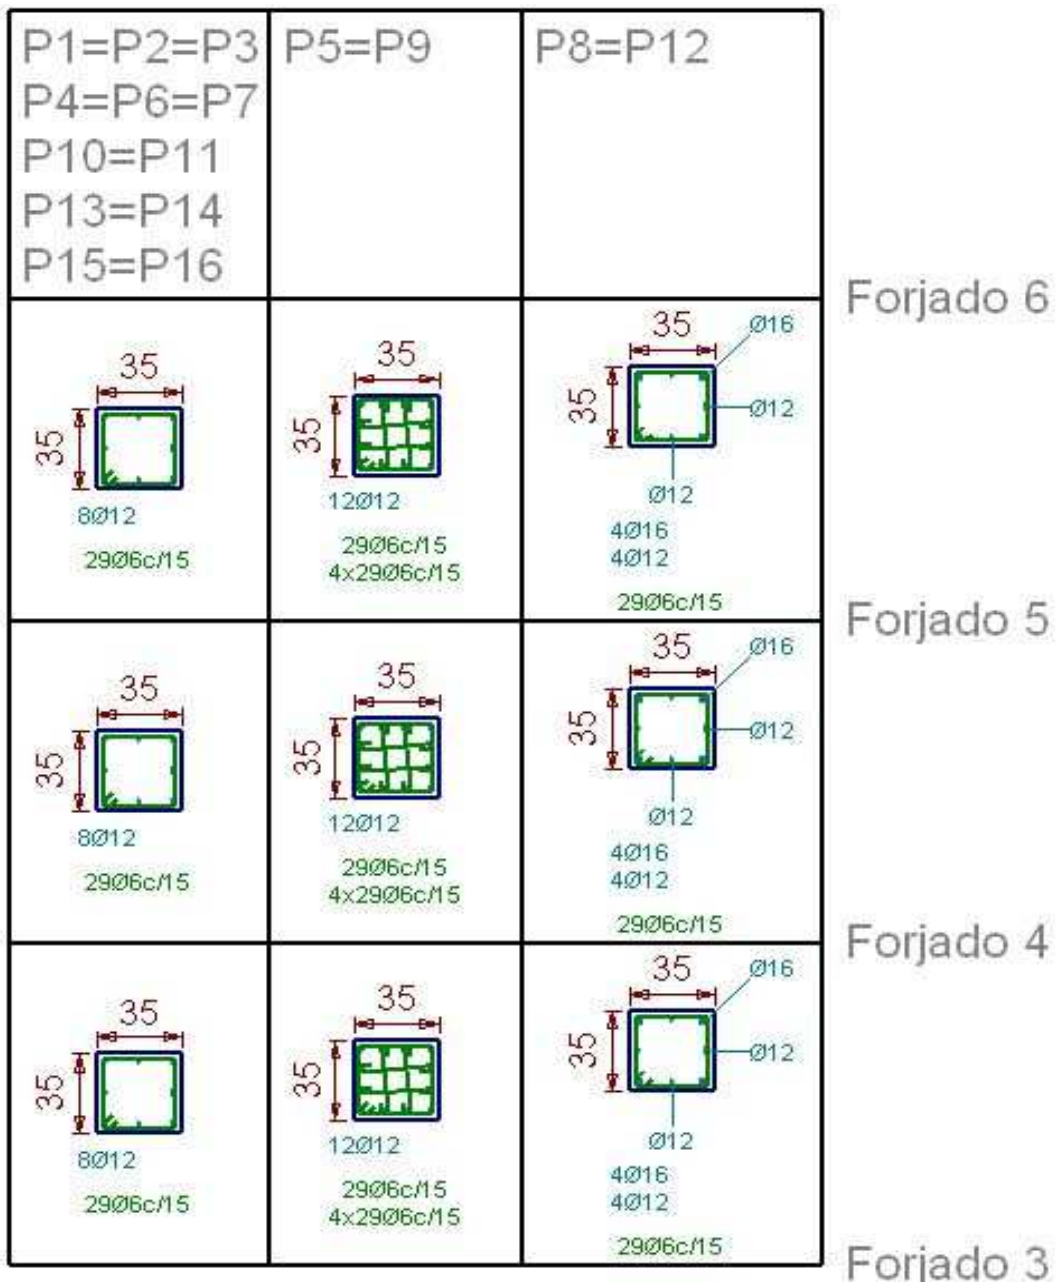 P1=P2=P3
P4=P6=P7
P10=P11
P13=P14
P15=P16
P5=P9
P8=P12
Forjado 6
35
35
8Ø12
29Ø6c/15
35
35
12Ø12
29Ø6c/15
4x29Ø6c/15
35
35
Ø16
Ø12
Ø12
4Ø16
4Ø12
29Ø6c/15
Forjado 5
35
35
8Ø12
29Ø6c/15
35
35
12Ø12
29Ø6c/15
4x29Ø6c/15
35
35
Ø16
Ø12
Ø12
4Ø16
4Ø12
29Ø6c/15
Forjado 4
35
35
8Ø12
29Ø6c/15
35
35
12Ø12
29Ø6c/15
4x29Ø6c/15
35
35
Ø16
Ø12
Ø12
4Ø16
4Ø12
29Ø6c/15
Forjado 3